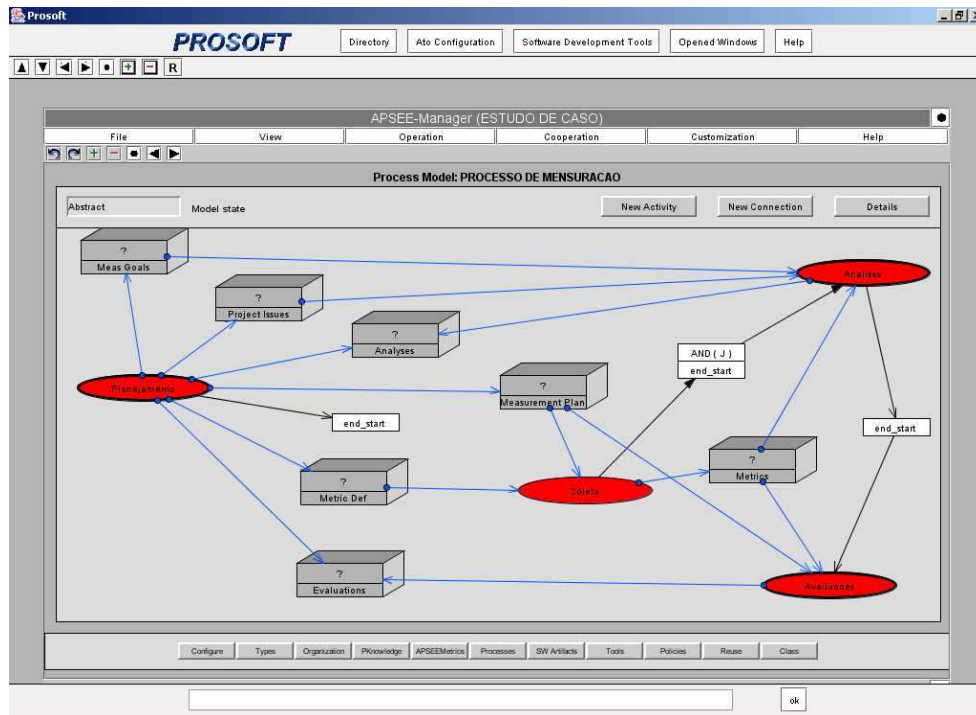 Prosoft
PROSOFT
Directory
Ato Configuration
Software Development Tools
Opened Windows
Help
R
APSEE-Manager (ESTUDO DE CASO)
File
View
Operation
Cooperation
Customization
Help
Process Model: PROCESSO DE MENSURACAO
Abstract
Model state
New Activity
New Connection
Details
?
Meas Goals
Analises
?
Project Issues
?
Analyses
AND ( J )
end_start
Planejamento
?
Measurement Plan
end_start
end_start
?
Metrics
?
Metric Def
Coleta
?
Evaluations
Avaliacoes
Configure
Types
Organization
PKnowledge
APSEEMetrics
Processes
SW Artifacts
Tools
Policies
Reuse
Class
ok